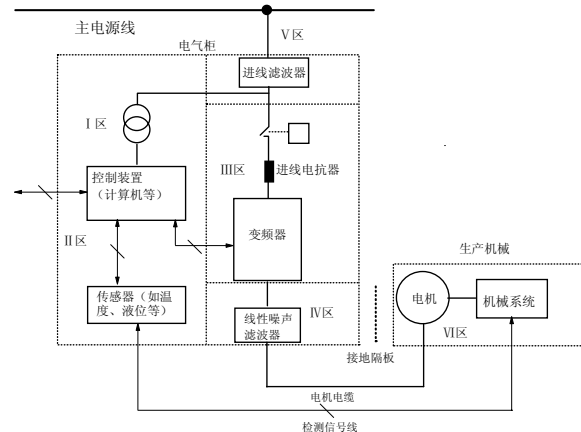 主电源线
V区
电气柜
进线滤波器
I区
III区
进线电抗器
控制装置
（计算机等）
变频器
II区
生产机械
传感器（如温
度、液位等）
线性噪声
滤波器
IV区
电机
机械系统
VI区
接地隔板
电机电缆
检测信号线